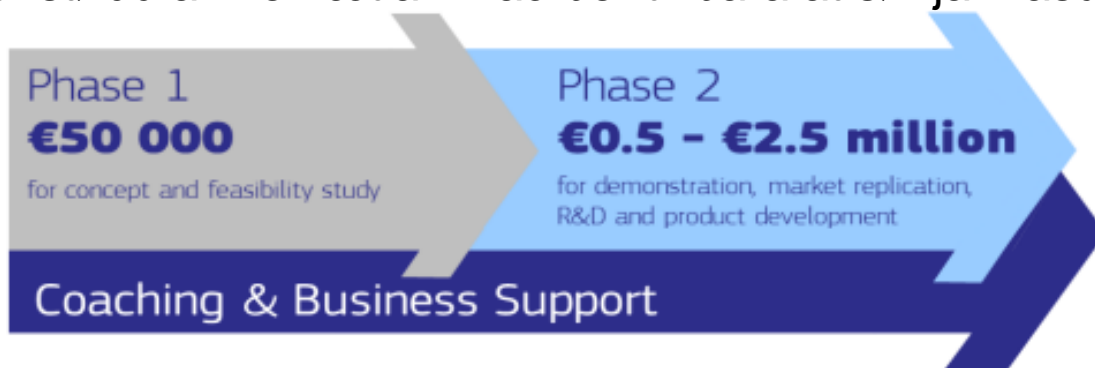 Phase 1
€50 000
for concept and feasibility study
Phase 2
€0.5 – €2.5 million
for demonstration, market replication,
R&D and product development
Coaching & Business Support